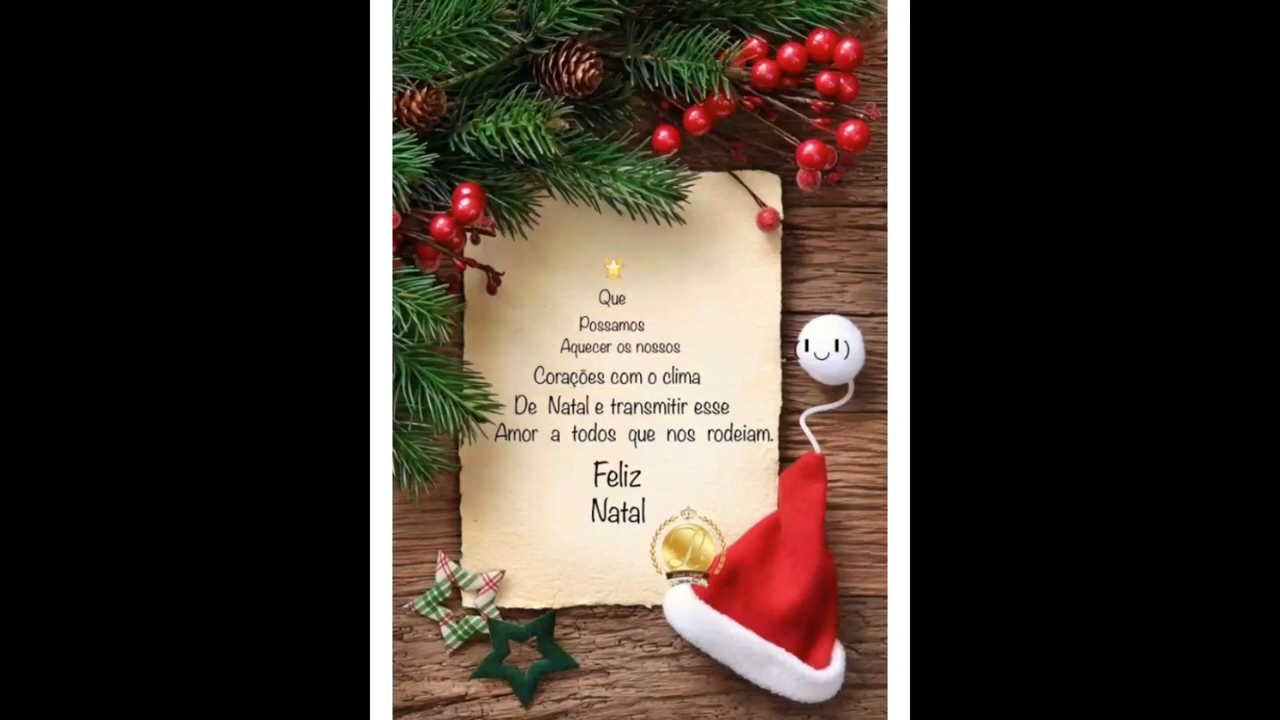 Que
Possamos
Aquecer os nossos
Corações com o clima
De Natal e transmitir esse
Amor a todos que nos rodeiam.
Feliz
Natal
L